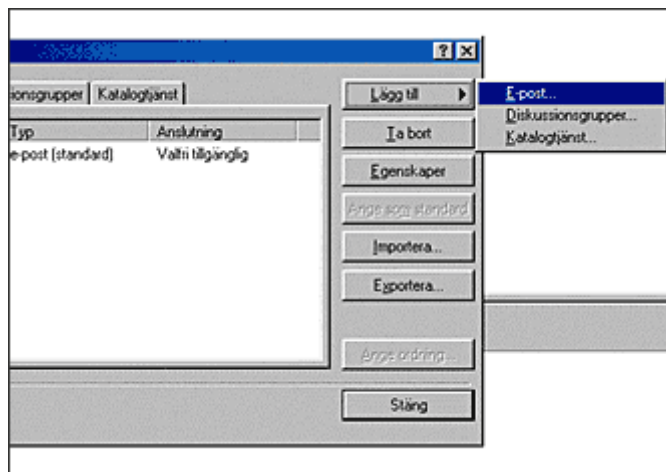 ionsgrupper Katalogtjänst
Typ Anslutning
e-post (standard) Valfri tillgänglig
Lägg till
Ta bort
Egenskaper
Ange som standard
Importera...
Exportera...
Ange ordning...
Stäng
E-post...
Diskussionsgrupper...
Katalogtjänst...